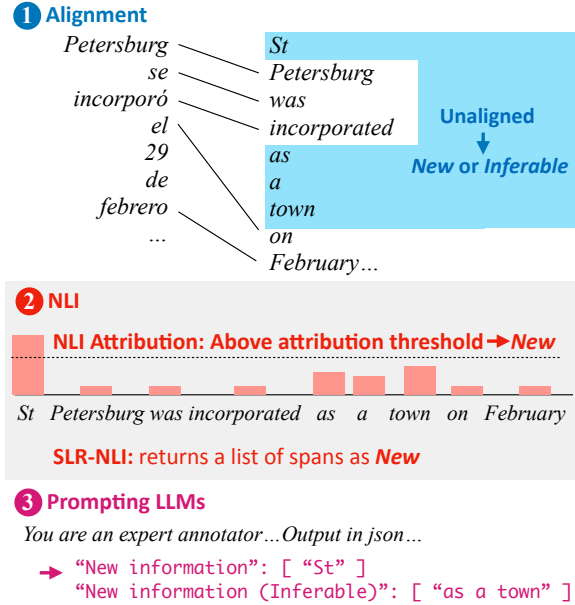 1 Alignment
Petersburg St
se Petersburg
incorporó was
el incorporated
29 as
de a
febrero town
... on
February...
Unaligned
New or Inferable
2 NLI
NLI Attribution: Above attribution threshold → New
St Petersburg was incorporated as a town on February
SLR-NLI: returns a list of spans as New
3 Prompting LLMs
You are an expert annotator...Output in json...
→ "New information": [ "St" ]
"New information (Inferable)": [ "as a town" ]